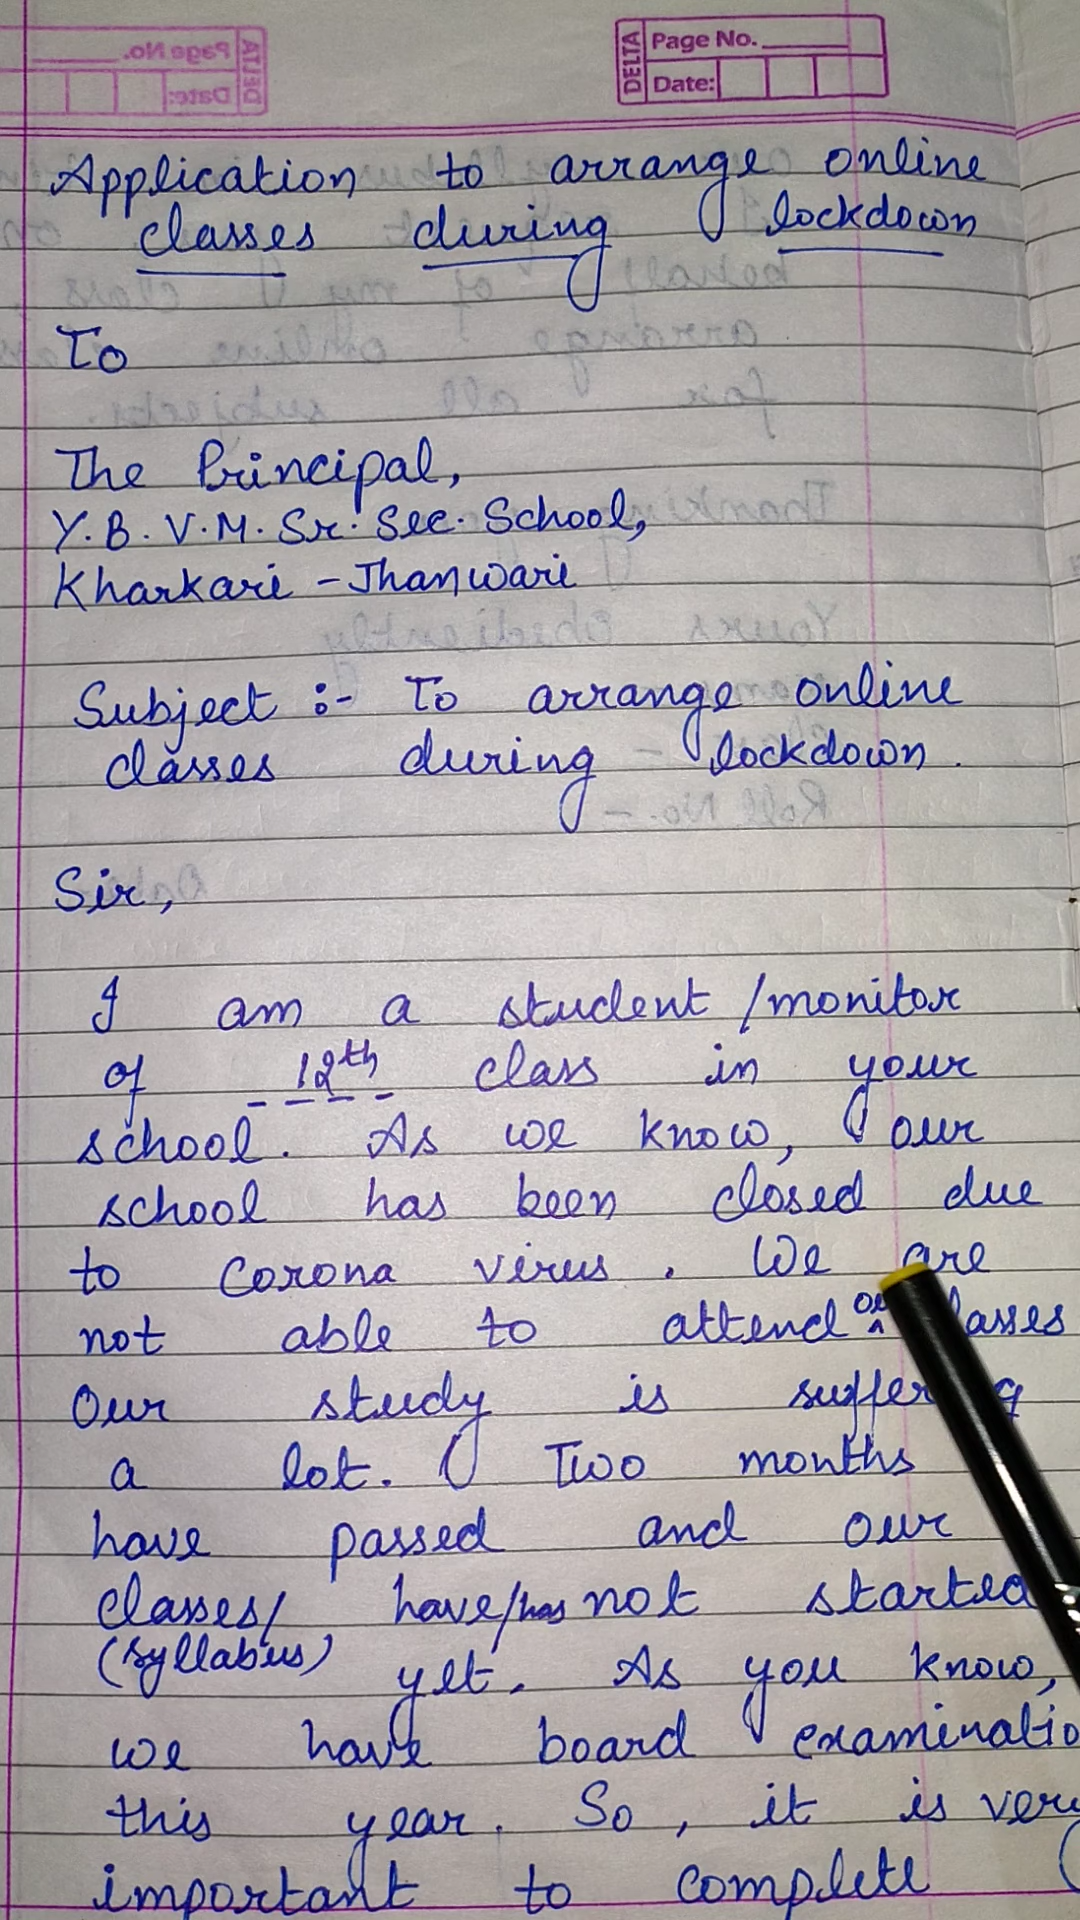 DELTA
Page No.
Date:
Application to arrange online
classes during lockdown
To
The Principal,
Y.B.V.M. Sr. Sec. School,
Kharkari - Jhanwari
Subject :- To arrange online
classes during lockdown.
Sir,
I am a student /monitor
of 12th class in your
school. As we know, our
school has been closed due
to Corona virus. We are
not able to attend
Our study is
a lot. Two months
have passed and our
classes/ have/has not started
(syllabus) yet. As you know,
we have board
this year. So, it is very
important to complete